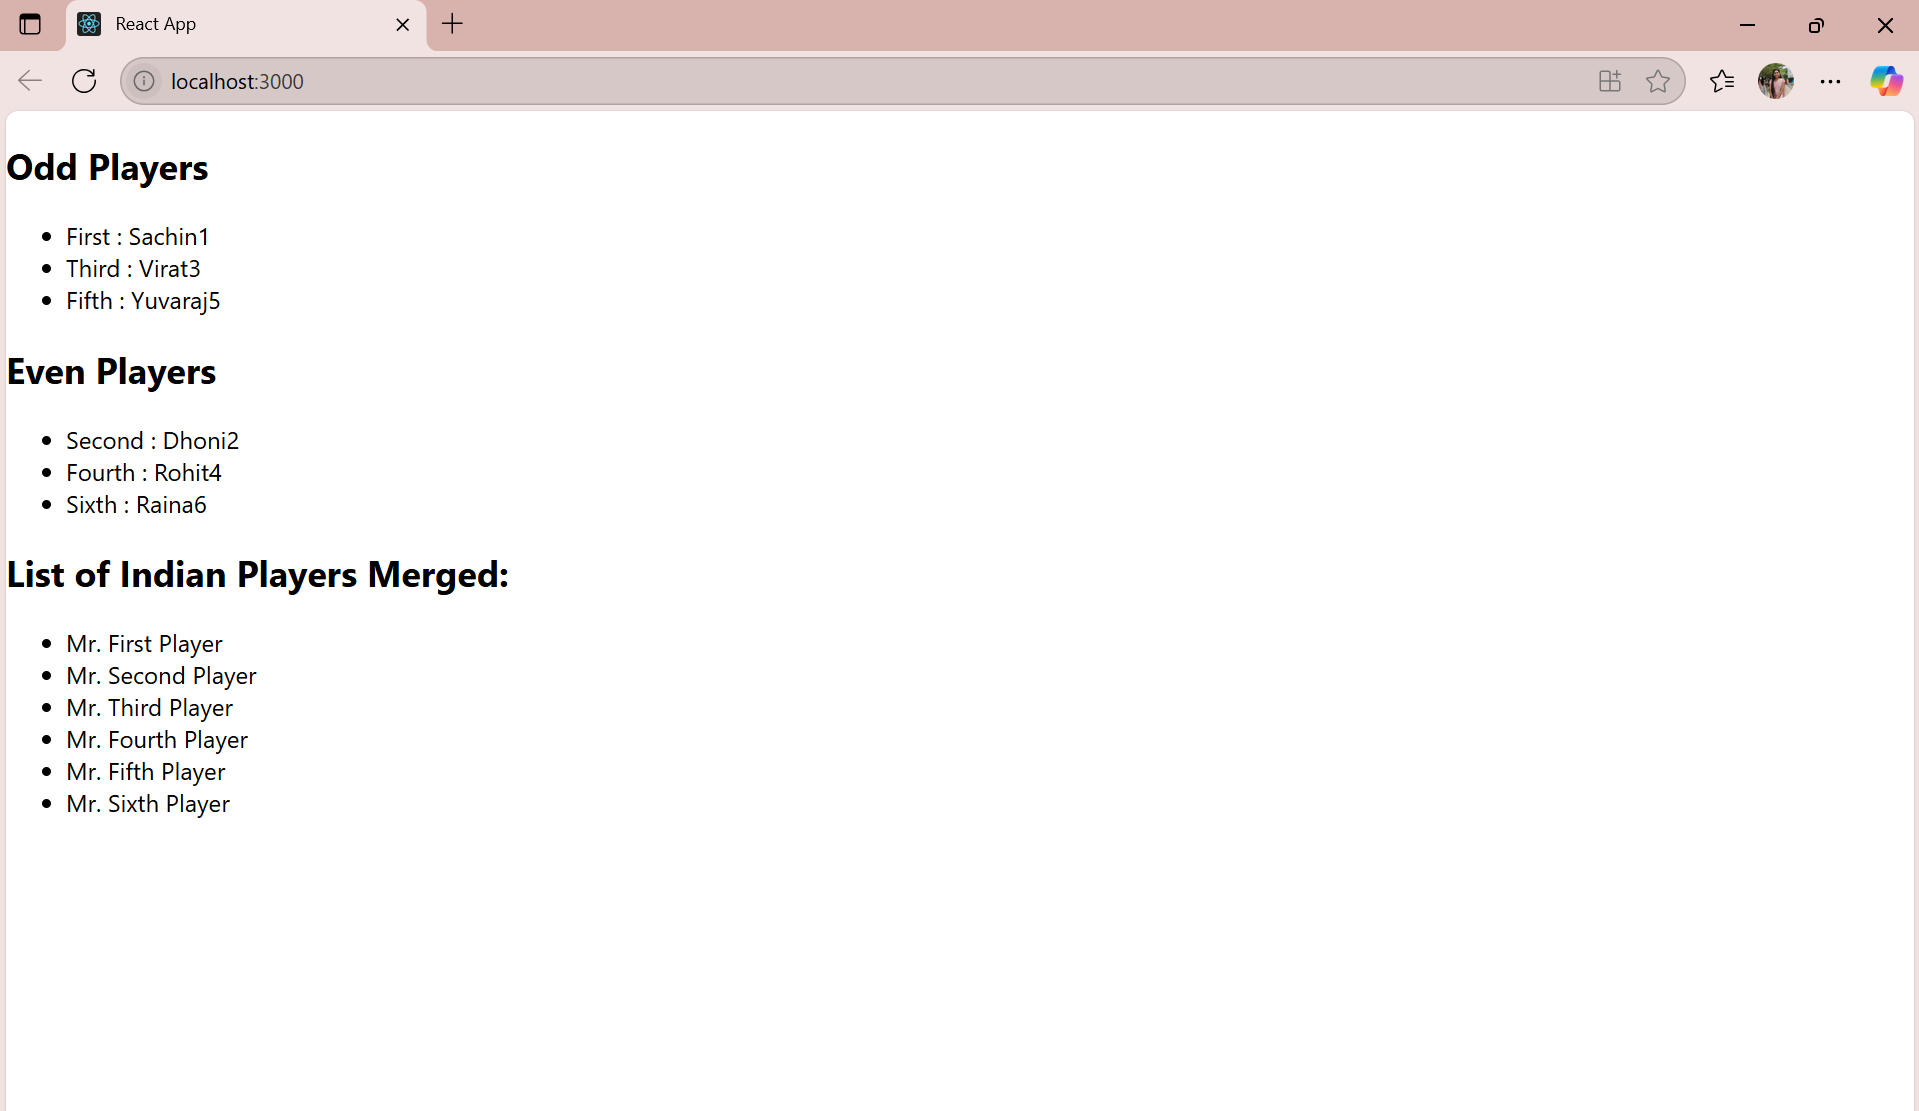 React App
localhost:3000
Odd Players
First : Sachin1
Third : Virat3
Fifth : Yuvaraj5
Even Players
Second : Dhoni2
Fourth : Rohit4
Sixth : Raina6
List of Indian Players Merged:
Mr. First Player
Mr. Second Player
Mr. Third Player
Mr. Fourth Player
Mr. Fifth Player
Mr. Sixth Player